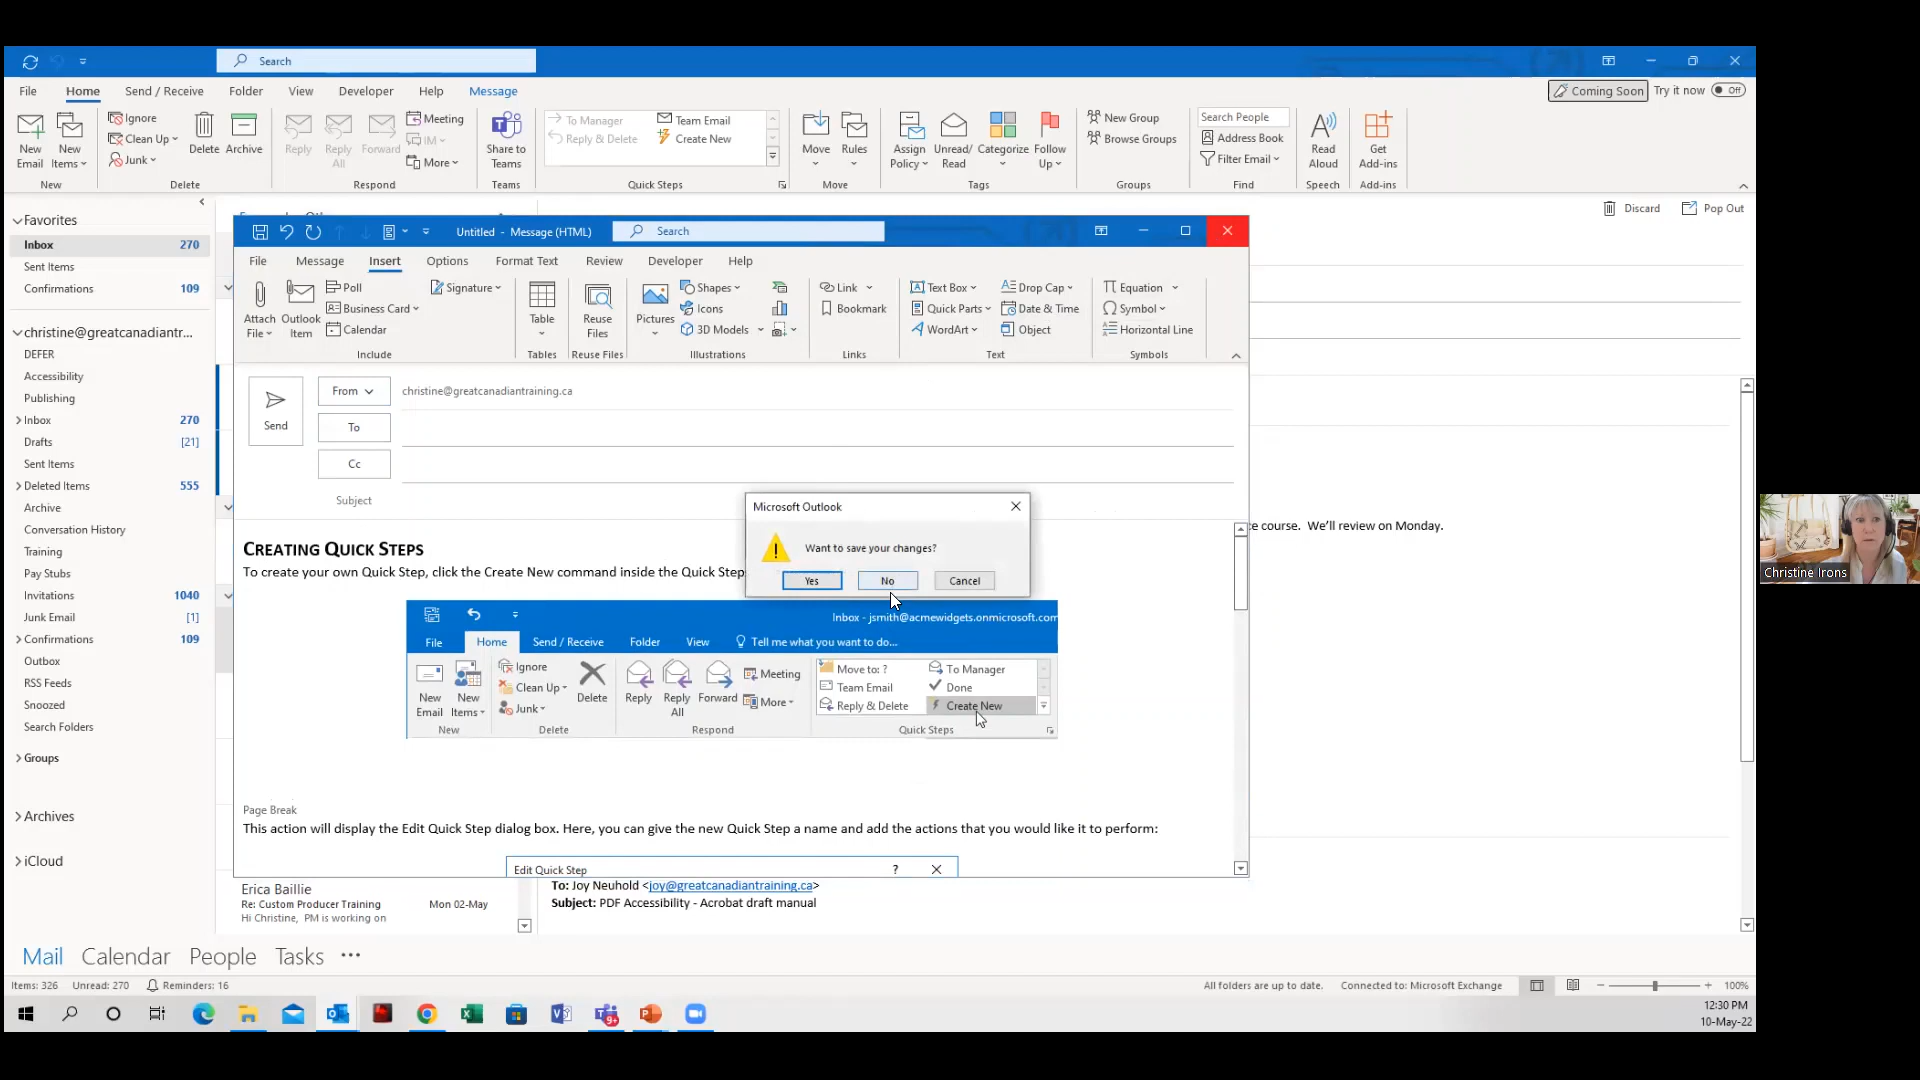 Search
File Home Send / Receive Folder View Developer Help Message
Coming Soon Try it now Off
New Email
New Items
Ignore
Clean Up
Junk
Delete
Archive
Reply
Reply All
Forward
Meeting
IM
More
Share to Teams
To Manager
Team Email
Reply & Delete
Create New
Move
Rules
Assign Policy
Unread/ Read
Categorize
Follow Up
New Group
Browse Groups
Search People
Address Book
Filter Email
Read Aloud
Get Add-ins
New Delete Respond Teams Quick Steps Move Tags Groups Find Speech Add-ins
Discard Pop Out
Favorites
Inbox 270
Sent Items
Confirmations 109
christine@greatcanadiantr...
DEFER
Accessibility
Publishing
Inbox 270
Drafts [21]
Sent Items
Deleted Items 555
Archive
Conversation History
Training
Pay Stubs
Invitations 1040
Junk Email [1]
Confirmations 109
Outbox
RSS Feeds
Snoozed
Search Folders
Groups
Archives
iCloud
Untitled - Message (HTML)
Search
File Message Insert Options Format Text Review Developer Help
Attach File
Outlook Item
Poll
Business Card
Calendar
Signature
Table
Reuse Files
Pictures
Shapes
Icons
3D Models
Link
Bookmark
Text Box
Quick Parts
WordArt
Drop Cap
Date & Time
Object
Equation
Symbol
Horizontal Line
Include Tables Reuse Files Illustrations Links Text Symbols
Send
From christine@greatcanadiantraining.ca
To
Cc
Subject
Microsoft Outlook
Want to save your changes?
Yes No Cancel
course. We'll review on Monday.
CREATING QUICK STEPS
To create your own Quick Step, click the Create New command inside the Quick Step
Inbox - jsmith@acmewidgets.onmicrosoft.com
File Home Send / Receive Folder View Tell me what you want to do...
New Email
New Items
Ignore
Clean Up
Junk
Delete
Reply
Reply All
Forward
Meeting
More
Move to: ?
To Manager
Team Email
Done
Reply & Delete
Create New
New Delete Respond Quick Steps
Page Break
This action will display the Edit Quick Step dialog box. Here, you can give the new Quick Step a name and add the actions that you would like it to perform:
Edit Quick Step ?
Erica Baillie
Re: Custom Producer Training Mon 02-May
Hi Christine, PM is working on
To: Joy Neuhold <joy@greatcanadiantraining.ca>
Subject: PDF Accessibility - Acrobat draft manual
Mail Calendar People Tasks
Items: 326 Unread: 270 Reminders: 16
All folders are up to date. Connected to: Microsoft Exchange 100%
9+
12:30 PM
10-May-22
Christine Irons